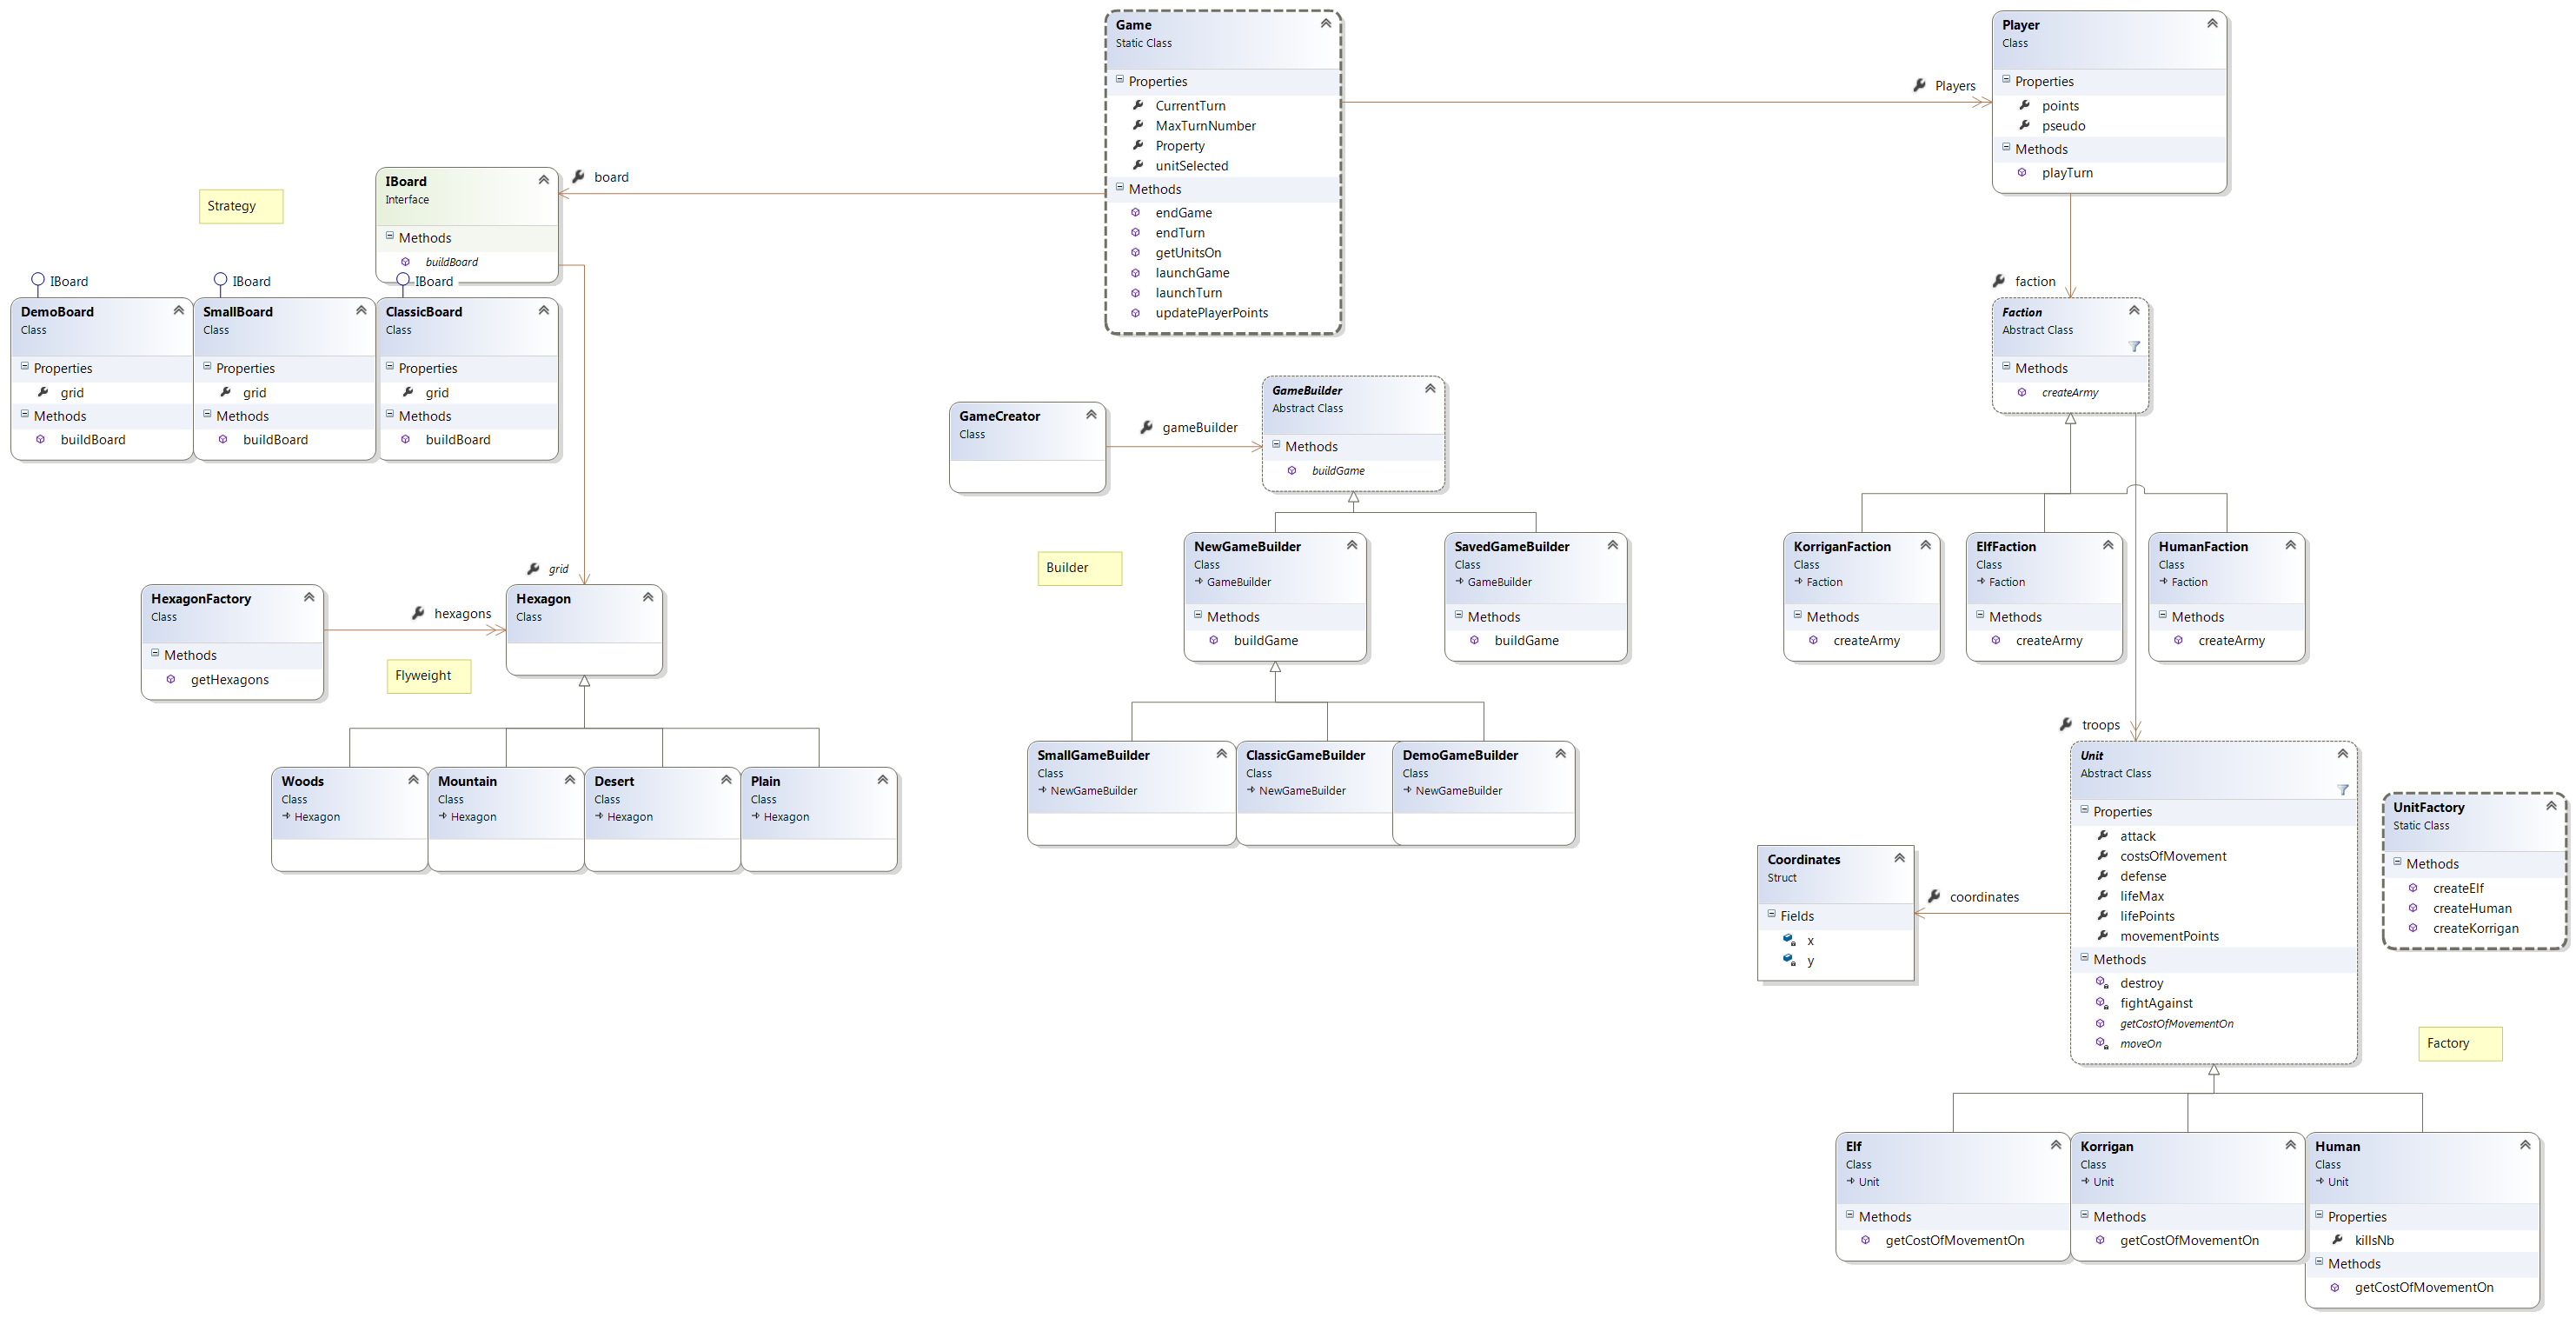 Game
Static Class
Properties
CurrentTurn
MaxTurnNumber
Property
unitSelected
Methods
endGame
endTurn
getUnitsOn
launchGame
launchTurn
updatePlayerPoints
Players
Player
Class
Properties
points
pseudo
Methods
playTurn
board
IBoard
Interface
Methods
buildBoard
Strategy
IBoard
DemoBoard
Class
Properties
grid
Methods
buildBoard
IBoard
SmallBoard
Class
Properties
grid
Methods
buildBoard
IBoard
ClassicBoard
Class
Properties
grid
Methods
buildBoard
faction
Faction
Abstract Class
Methods
createArmy
GameCreator
Class
gameBuilder
GameBuilder
Abstract Class
Methods
buildGame
Builder
NewGameBuilder
Class
GameBuilder
Methods
buildGame
SavedGameBuilder
Class
GameBuilder
Methods
buildGame
KorriganFaction
Class
Faction
Methods
createArmy
ElfFaction
Class
Faction
Methods
createArmy
HumanFaction
Class
Faction
Methods
createArmy
HexagonFactory
Class
Methods
getHexagons
hexagons
Flyweight
grid
Hexagon
Class
Woods
Class
Hexagon
Mountain
Class
Hexagon
Desert
Class
Hexagon
Plain
Class
Hexagon
SmallGameBuilder
Class
NewGameBuilder
ClassicGameBuilder
Class
NewGameBuilder
DemoGameBuilder
Class
NewGameBuilder
troops
Unit
Abstract Class
Properties
attack
costsOfMovement
defense
lifeMax
lifePoints
movementPoints
Methods
destroy
fightAgainst
getCostOfMovementOn
moveOn
Coordinates
Struct
Fields
x
y
coordinates
UnitFactory
Static Class
Methods
createElf
createHuman
createKorrigan
Factory
Elf
Class
Unit
Methods
getCostOfMovementOn
Korrigan
Class
Unit
Methods
getCostOfMovementOn
Human
Class
Unit
Properties
killsNb
Methods
getCostOfMovementOn